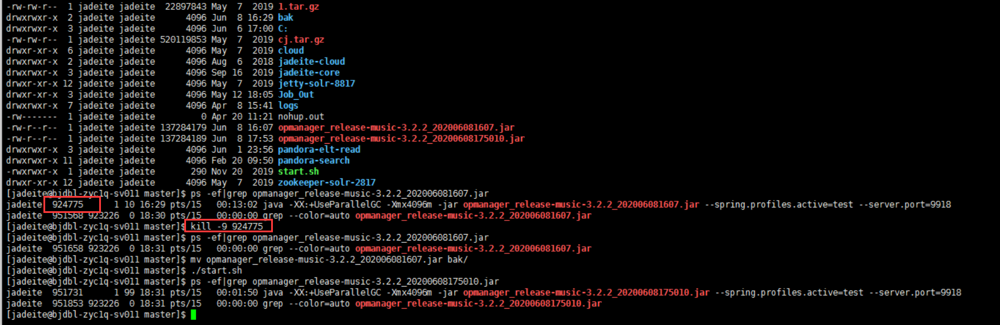 -rw-rw-r--  1 jadeite jadeite  22897843 May  7  2019 1.tar.gz
drwxrwxr-x  2 jadeite jadeite      4096 Jun  8 16:29 bak
drwxrwxr-x  3 jadeite jadeite      4096 Jun  6 17:00 C:
-rw-rw-r--  1 jadeite jadeite 520119853 May  7  2019 cj.tar.gz
drwxr-xr-x  6 jadeite jadeite      4096 May  7  2019 cloud
drwxrwxr-x  2 jadeite jadeite      4096 Aug  6  2018 jadeite-cloud
drwxrwxr-x  3 jadeite jadeite      4096 Sep 16  2019 jadeite-core
drwxrwxr-x 12 jadeite jadeite      4096 May  7  2019 jetty-solr-8817
drwxr-xr-x  3 jadeite jadeite      4096 May 12 18:05 Job_Out
drwxrwxr-x  7 jadeite jadeite      4096 Apr  8 15:41 logs
-rw-------  1 jadeite jadeite         0 Apr 20 11:21 nohup.out
-rw-r--r--  1 jadeite jadeite 137284179 Jun  8 16:07 opmanager_release-music-3.2.2_202006081607.jar
-rw-r--r--  1 jadeite jadeite 137284189 Jun  8 17:53 opmanager_release-music-3.2.2_20200608175010.jar
drwxrwxr-x  3 jadeite jadeite      4096 Jun  1 23:56 pandora-elt-read
drwxrwxr-x 11 jadeite jadeite      4096 Feb 20 09:50 pandora-search
-rwxrwxr-x  1 jadeite jadeite       290 Nov 20  2019 start.sh
drwxr-xr-x 12 jadeite jadeite      4096 May  7  2019 zookeeper-solr-2817
[jadeite@bjdbl-zyc1q-sv011 master]$ ps -ef|grep opmanager_release-music-3.2.2_202006081607.jar
jadeite  924775      1 10 16:29 pts/15   00:13:02 java -XX:+UseParallelGC -Xmx4096m -jar opmanager_release-music-3.2.2_202006081607.jar --spring.profiles.active=test --server.port=9918
jadeite  951568 923226  0 18:30 pts/15   00:00:00 grep --color=auto opmanager_release-music-3.2.2_202006081607.jar
[jadeite@bjdbl-zyc1q-sv011 master]$ kill -9 924775
[jadeite@bjdbl-zyc1q-sv011 master]$ ps -ef|grep opmanager_release-music-3.2.2_202006081607.jar
jadeite  951658 923226  0 18:31 pts/15   00:00:00 grep --color=auto opmanager_release-music-3.2.2_202006081607.jar
[jadeite@bjdbl-zyc1q-sv011 master]$ mv opmanager_release-music-3.2.2_202006081607.jar bak/
[jadeite@bjdbl-zyc1q-sv011 master]$ ./start.sh
[jadeite@bjdbl-zyc1q-sv011 master]$ ps -ef|grep opmanager_release-music-3.2.2_20200608175010.jar
jadeite  951731      1 99 18:31 pts/15   00:01:50 java -XX:+UseParallelGC -Xmx4096m -jar opmanager_release-music-3.2.2_20200608175010.jar --spring.profiles.active=test --server.port=9918
jadeite  951853 923226  0 18:31 pts/15   00:00:00 grep --color=auto opmanager_release-music-3.2.2_20200608175010.jar
[jadeite@bjdbl-zyc1q-sv011 master]$